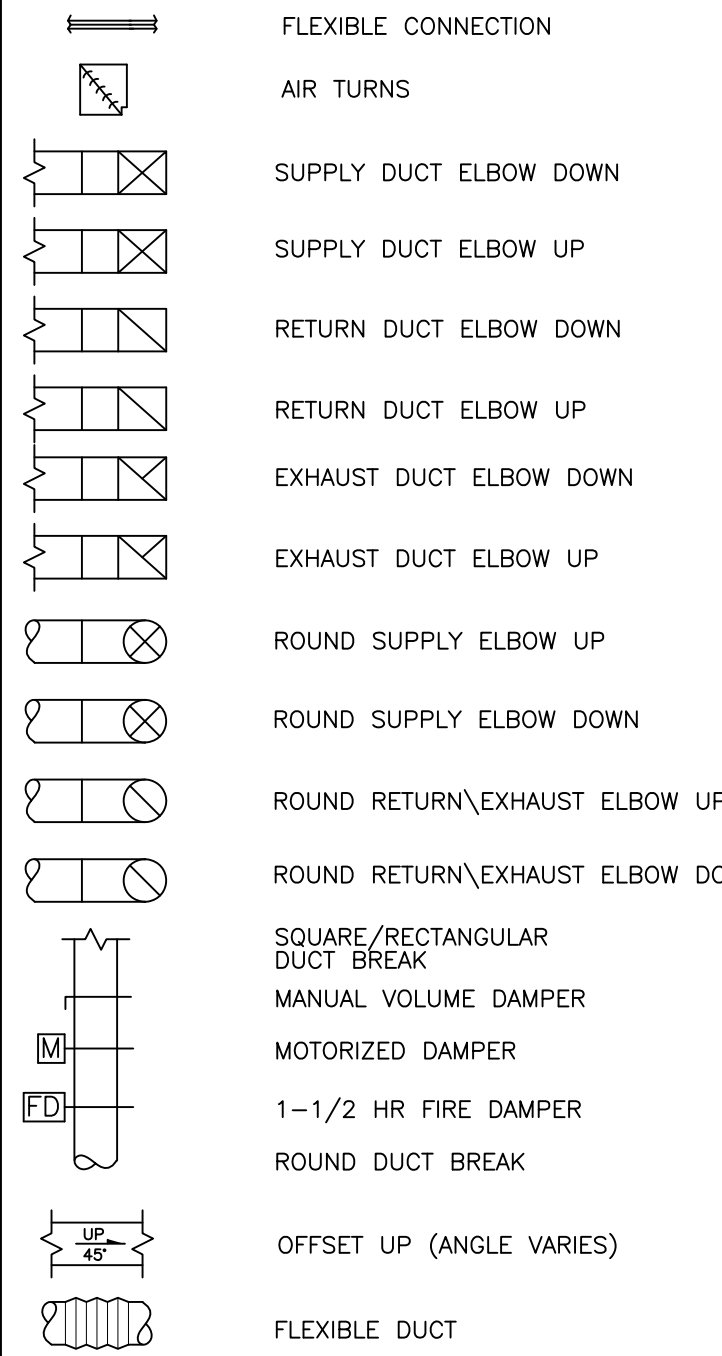 FLEXIBLE CONNECTION
AIR TURNS
SUPPLY DUCT ELBOW DOWN
SUPPLY DUCT ELBOW UP
RETURN DUCT ELBOW DOWN
RETURN DUCT ELBOW UP
EXHAUST DUCT ELBOW DOWN
EXHAUST DUCT ELBOW UP
ROUND SUPPLY ELBOW UP
ROUND SUPPLY ELBOW DOWN
ROUND RETURN\EXHAUST ELBOW UP
ROUND RETURN\EXHAUST ELBOW
SQUARE/RECTANGULAR
DUCT BREAK
MANUAL VOLUME DAMPER
M MOTORIZED DAMPER
FD 1-1/2 HR FIRE DAMPER
ROUND DUCT BREAK
UP
45°
OFFSET UP (ANGLE VARIES)
FLEXIBLE DUCT